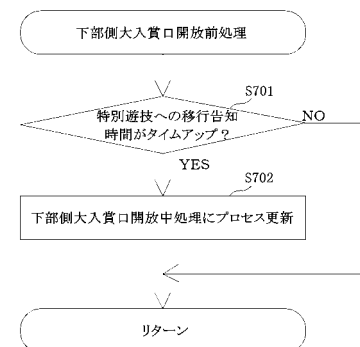 下部側大入賞口開放前処理
S701
特別遊技への移行告知
時間がタイムアップ？
NO
YES
S702
下部側大入賞口開放中処理にプロセス更新
リターン